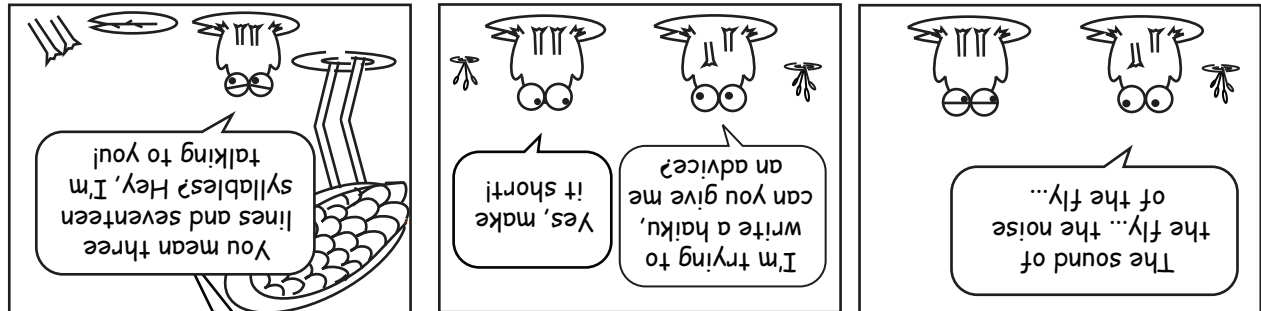 The sound of
the fly... the noise
of the fly...
I'm trying to
write a haiku,
can you give me
an advice?
Yes, make
it short!
You mean three
lines and seventeen
syllables? Hey, I'm
talking to you!